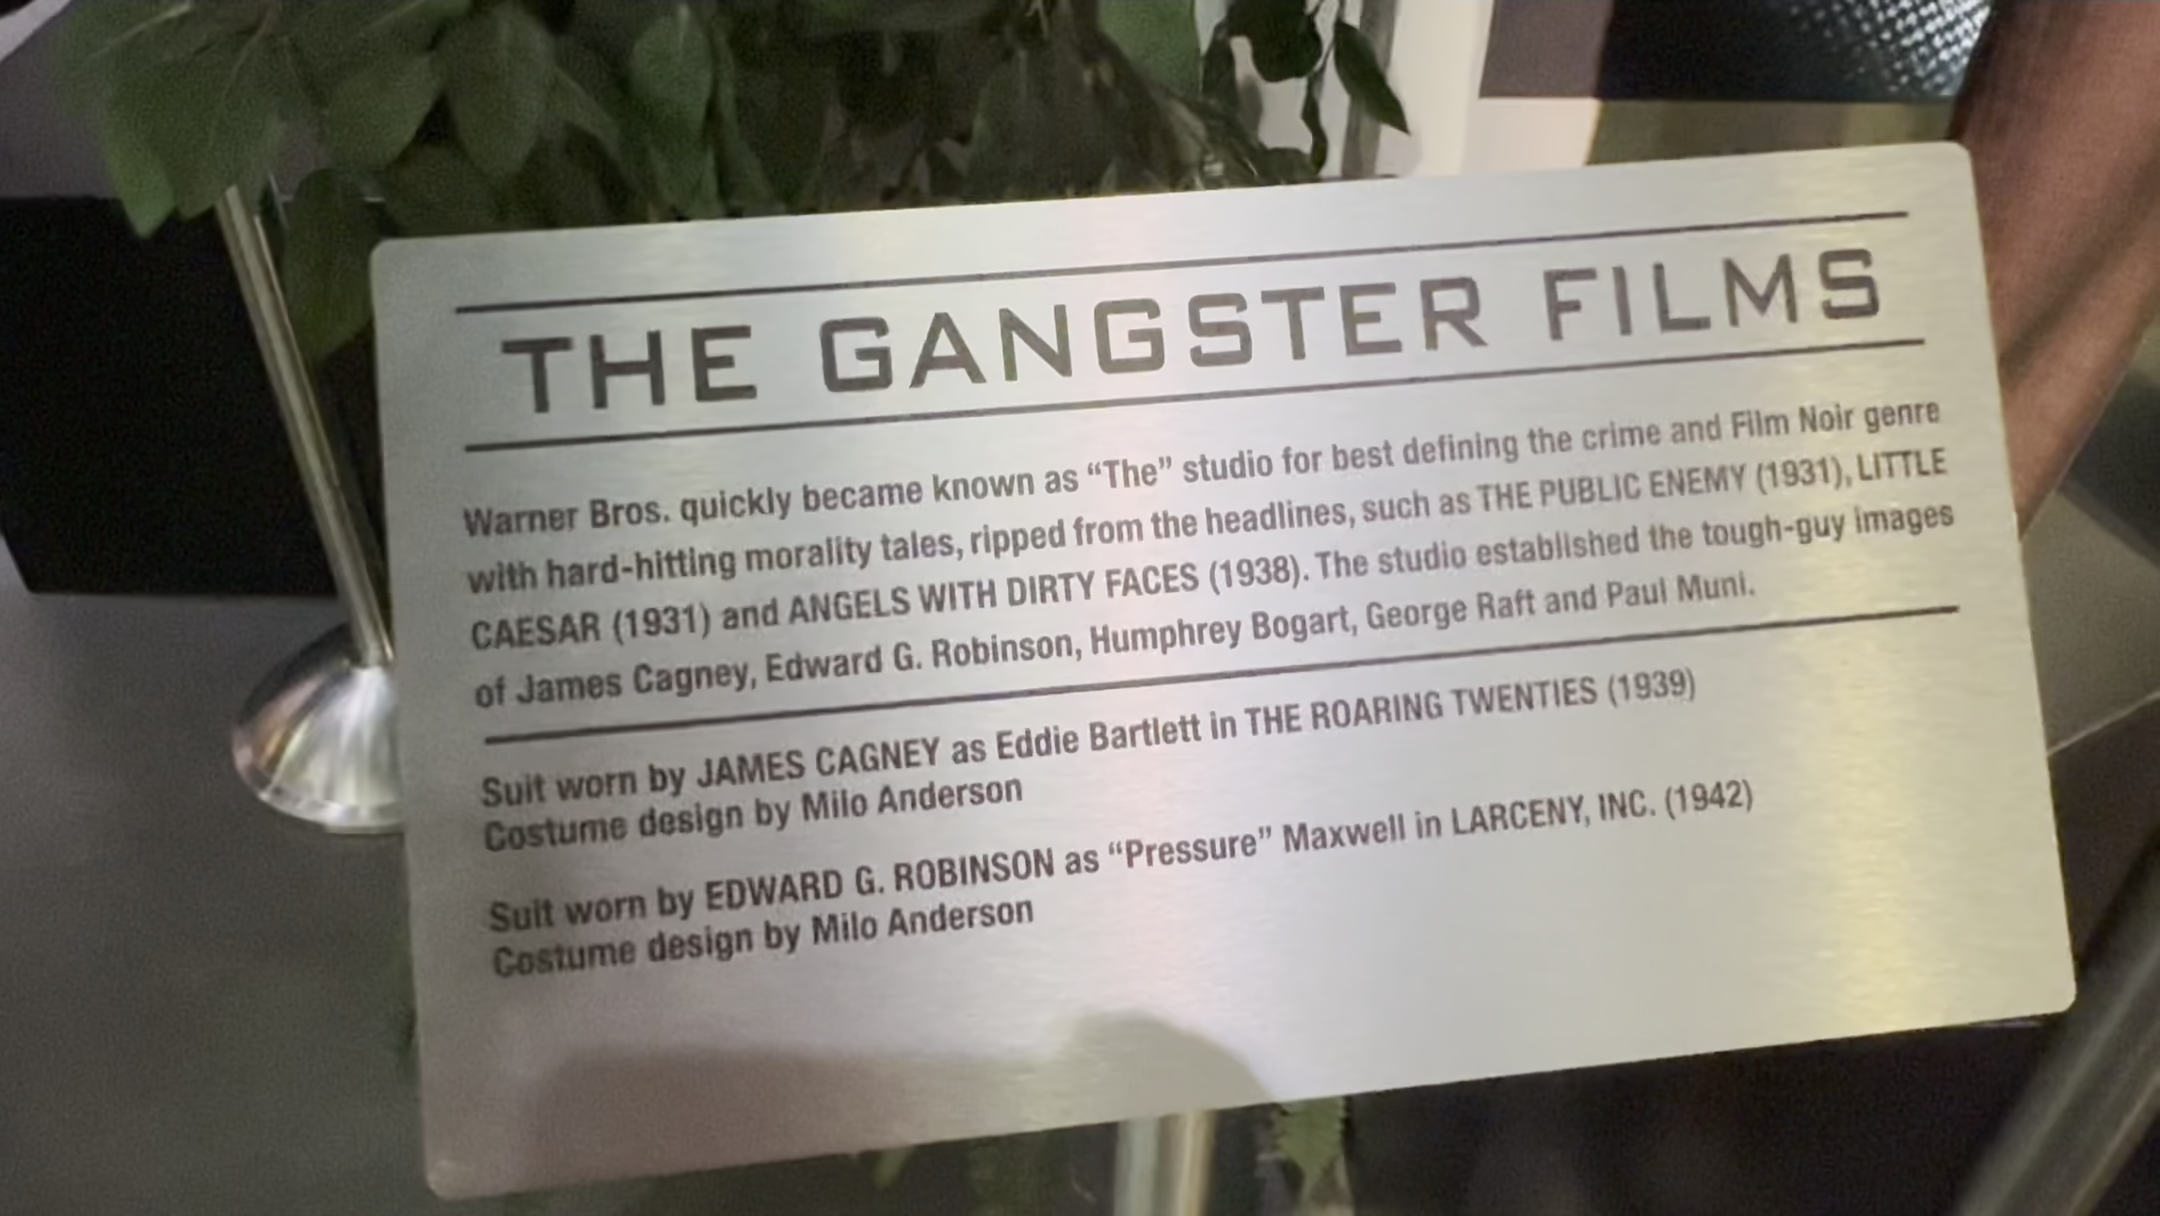 THE GANGSTER FILMS
Warner Bros. quickly became known as “The” studio for best defining the crime and Film Noir genre
with hard-hitting morality tales, ripped from the headlines, such as THE PUBLIC ENEMY (1931), LITTLE
CAESAR (1931) and ANGELS WITH DIRTY FACES (1938). The studio established the tough-guy images
of James Cagney, Edward G. Robinson, Humphrey Bogart, George Raft and Paul Muni.
Suit worn by JAMES CAGNEY as Eddie Bartlett in THE ROARING TWENTIES (1939)
Costume design by Milo Anderson
Suit worn by EDWARD G. ROBINSON as “Pressure” Maxwell in LARCENY, INC. (1942)
Costume design by Milo Anderson